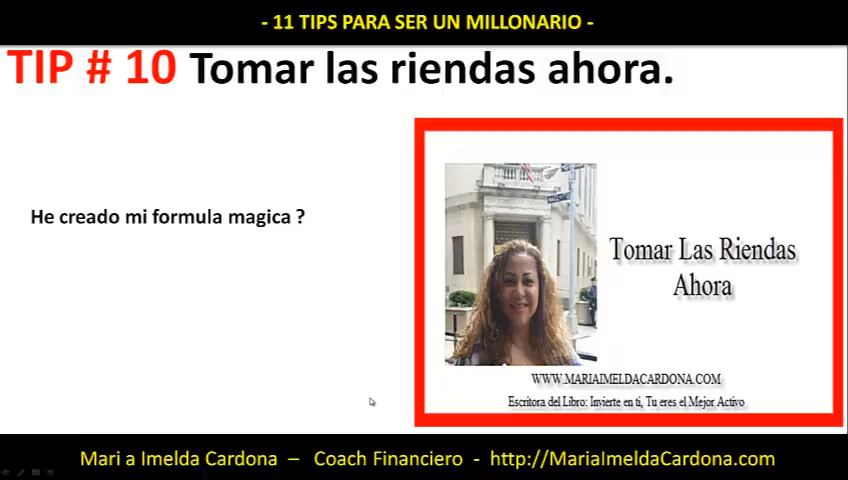 - 11 TIPS PARA SER UN MILLONARIO -
TIP # 10 Tomar las riendas ahora.
He creado mi formula magica ?
Tomar Las Riendas
Ahora
WWW.MARIAIMELDACARDONA.COM
Escritora del Libro: Invierte en ti, Tu eres el Mejor Activo
Mari a Imelda Cardona – Coach Financiero - http://MariaImeldaCardona.com